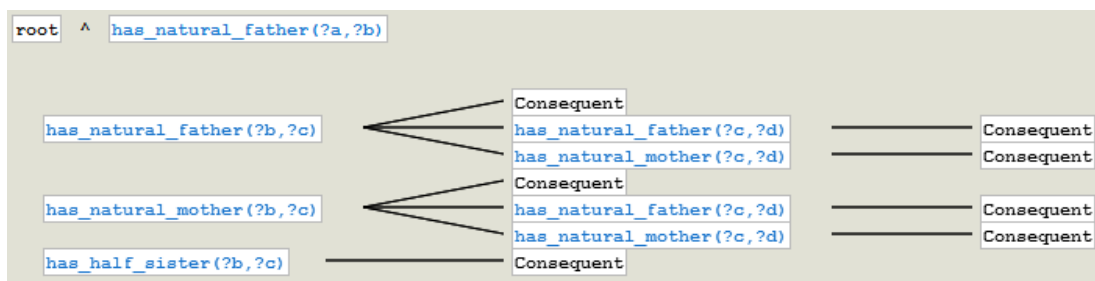 root ^ has_natural_father(?a,?b)
Consequent
has_natural_father(?b,?c) has_natural_father(?c,?d) Consequent
has_natural_mother(?c,?d) Consequent
Consequent
has_natural_mother(?b,?c) has_natural_father(?c,?d) Consequent
has_natural_mother(?c,?d) Consequent
has_half_sister(?b,?c) Consequent